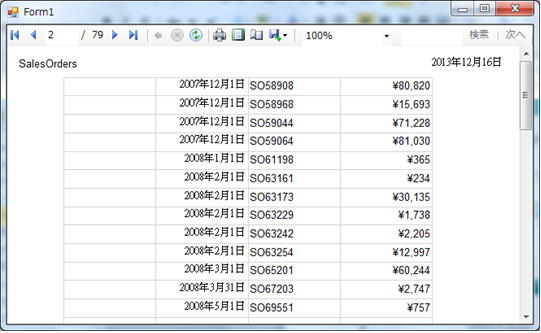 Form1
2 / 79 100% 検索 | 次へ
SalesOrders 2013年12月16日
2007年12月1日 SO58908 ¥80,820
2007年12月1日 SO58968 ¥15,693
2007年12月1日 SO59044 ¥71,228
2007年12月1日 SO59064 ¥81,030
2008年1月1日 SO61198 ¥365
2008年2月1日 SO63161 ¥234
2008年2月1日 SO63173 ¥30,135
2008年2月1日 SO63229 ¥1,738
2008年2月1日 SO63242 ¥2,205
2008年2月1日 SO63254 ¥12,997
2008年3月1日 SO65201 ¥60,244
2008年3月31日 SO67203 ¥2,747
2008年5月1日 SO69551 ¥757